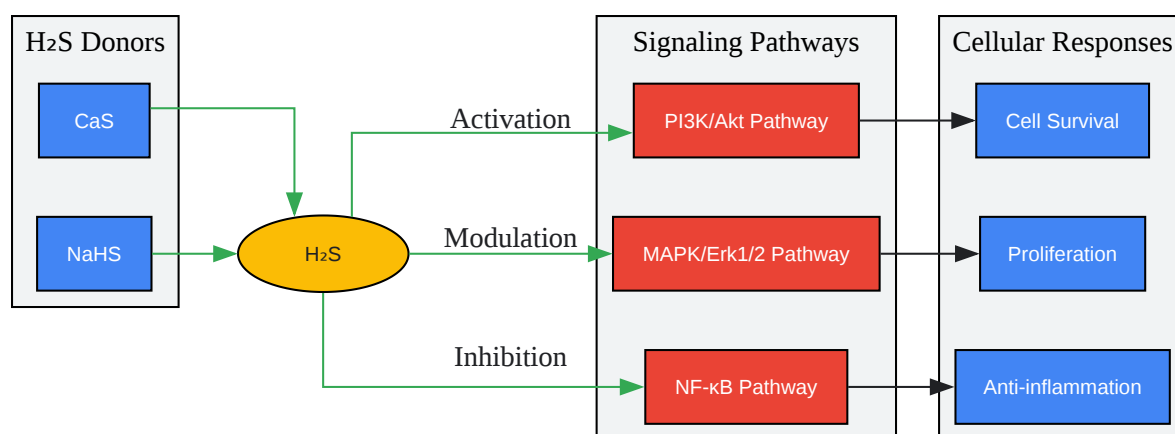 H₂S Donors
Signaling Pathways
Cellular Responses
CaS
Activation
PI3K/Akt Pathway
Cell Survival
NaHS
H₂S
Modulation
MAPK/Erk1/2 Pathway
Proliferation
Inhibition
NF-κB Pathway
Anti-inflammation